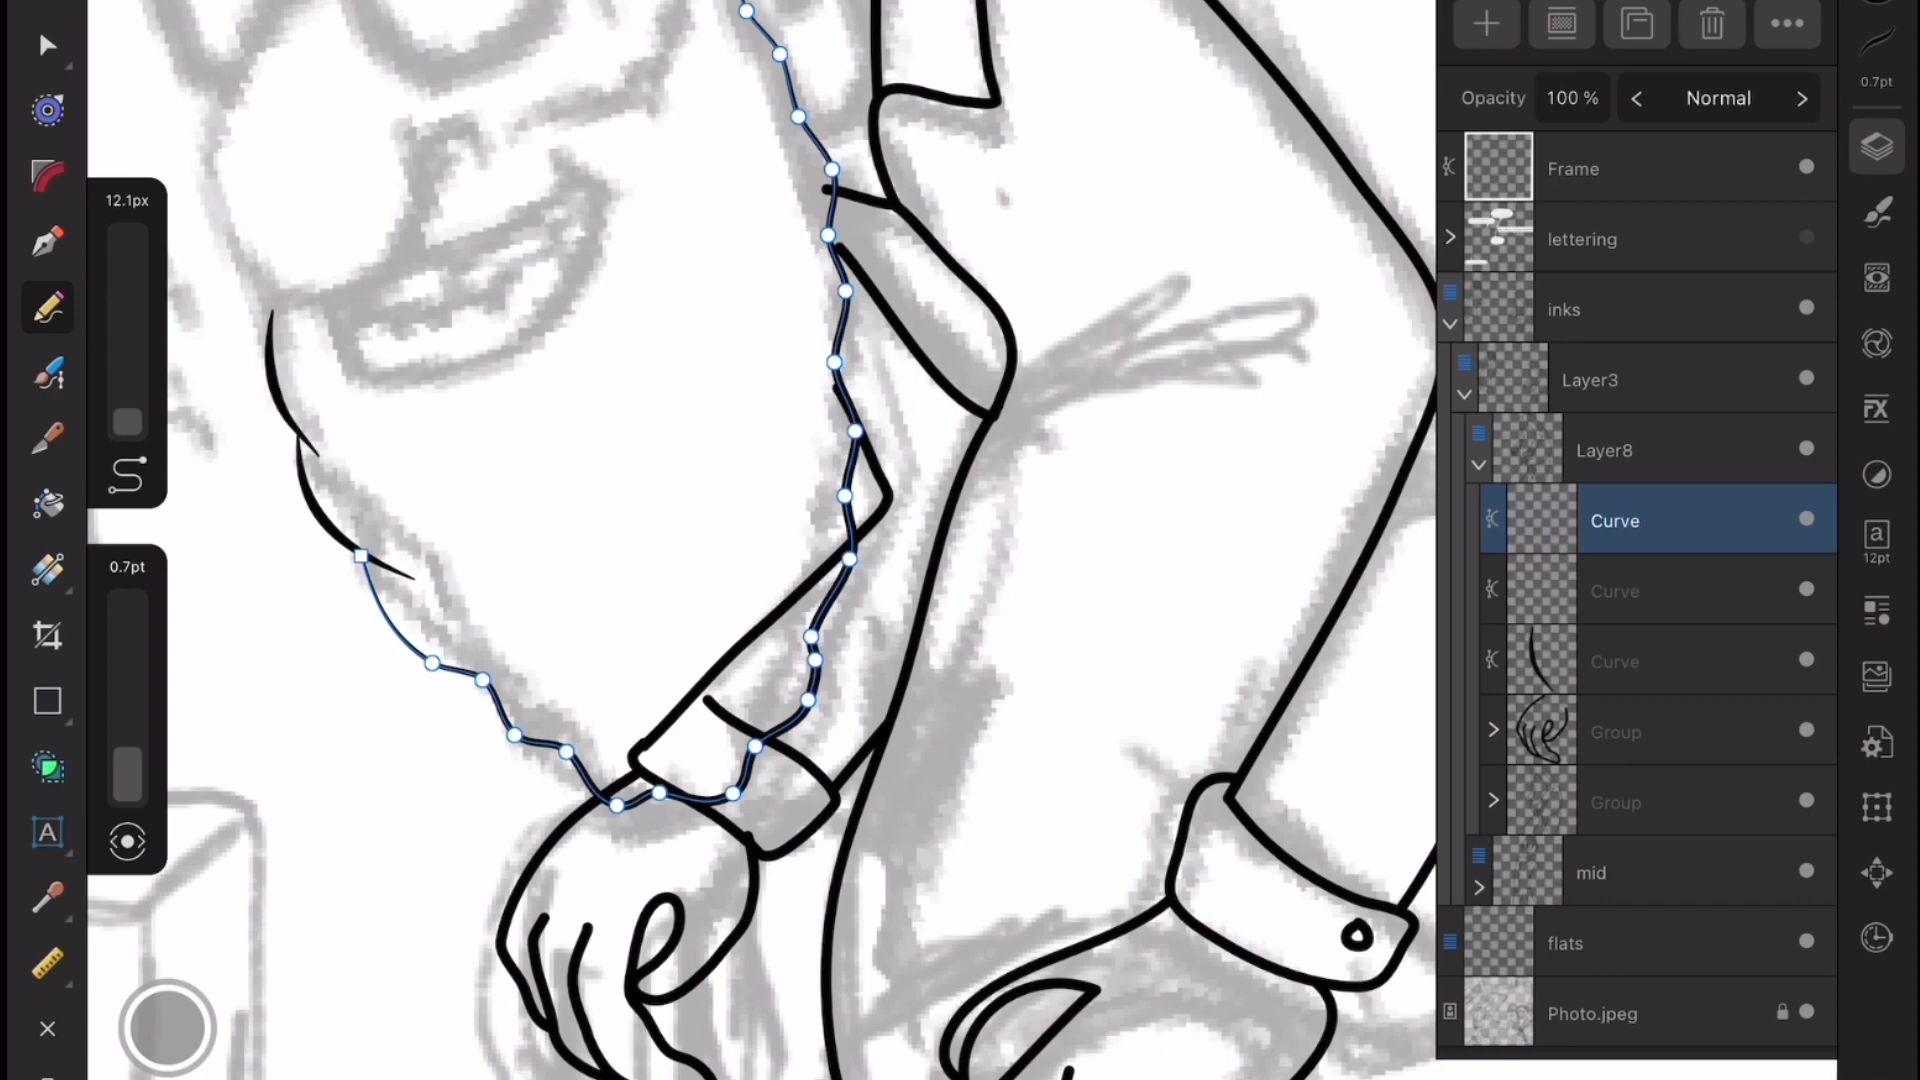 0.7pt
Opacity 100 % < Normal >
Frame
12.1px
lettering
inks
Layer3
Layer8
Curve
a
12pt
0.7pt
Curve
Curve
Group
A
Group
mid
flats
Photo.jpeg
FX